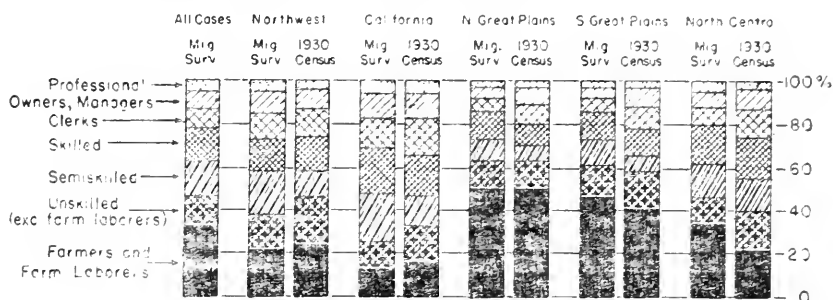 All Cases Northwest California N Great Plains S Great Plains North Centra
Mig. Surv Mig Surv 1930 Census Mig Surv 1930 Census Mig. Surv 1930 Census Mig Surv 1930 Census Mig Surv 1930 Census
Professional
Owners, Managers
Clerks
Skilled
Semiskilled
Unskilled
(exc farm laborers)
Farmers and
Farm Laborers
100%
80
60
40
20
0